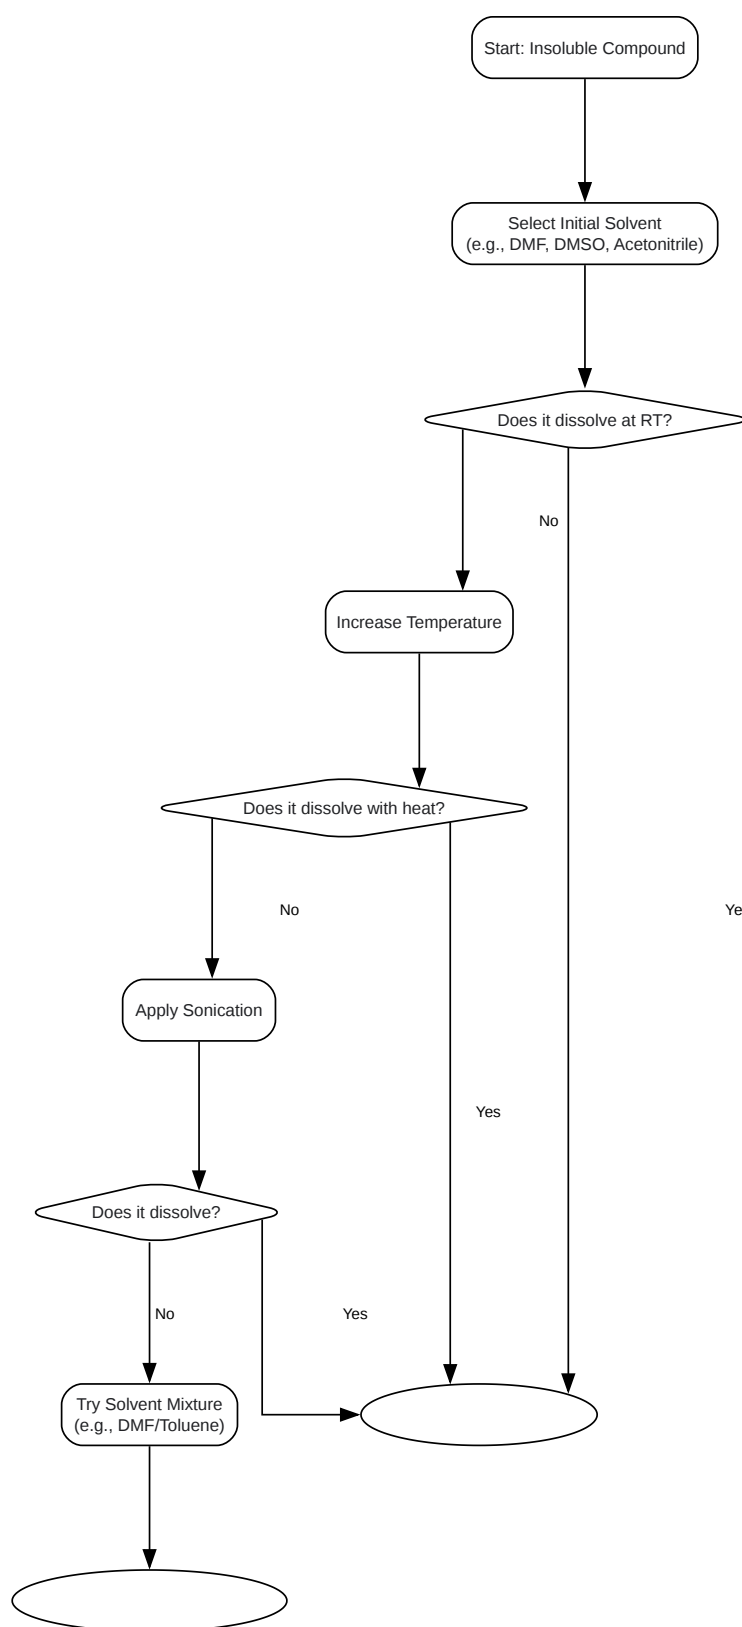 Start: Insoluble Compound
Select Initial Solvent
(e.g., DMF, DMSO, Acetonitrile)
Does it dissolve at RT?
No
Increase Temperature
Does it dissolve with heat?
No
Ye
Apply Sonication
Yes
Does it dissolve?
No
Yes
Try Solvent Mixture
(e.g., DMF/Toluene)